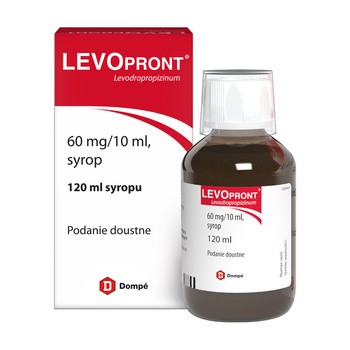 LEVOPRONT®
Levodropropizinum
60 mg/10 ml,
syrop
120 ml syropu
Podanie doustne
D Dompé
LEVOPRONT®
Levodropropizinum
60 mg/10 ml,
syrop
120 ml
Podanie doustne
D Dompé